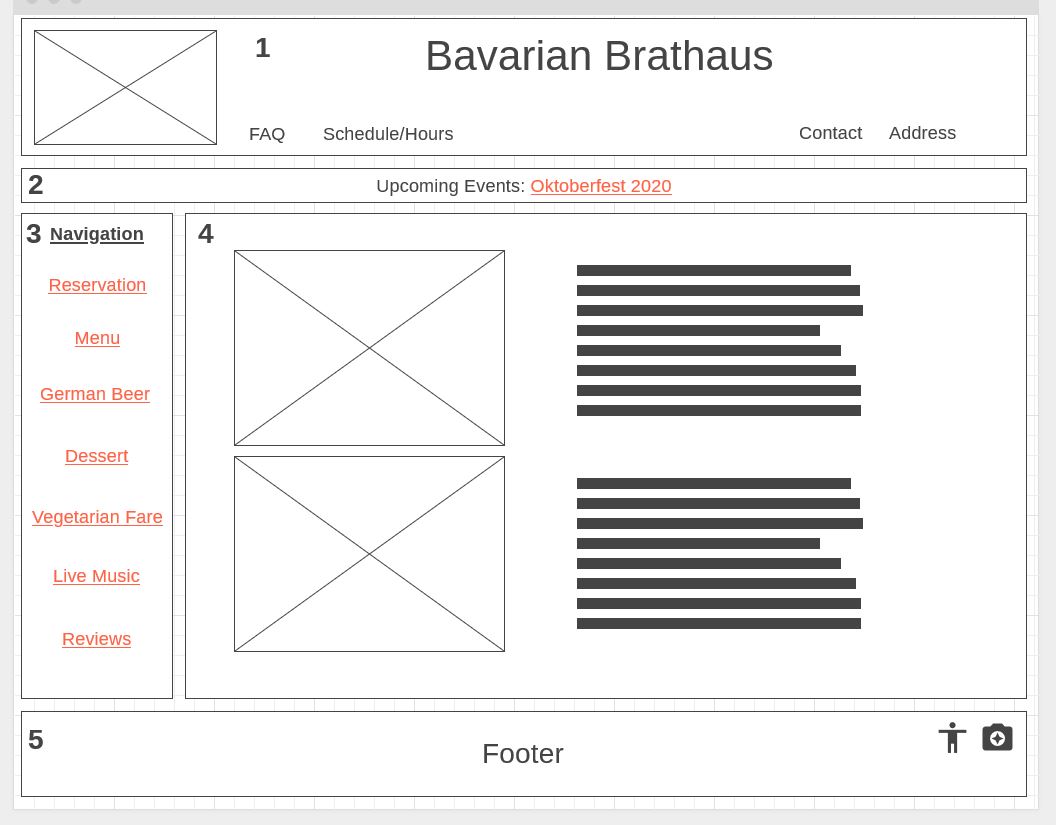 1
Bavarian Brathaus
FAQ Schedule/Hours Contact Address
2
Upcoming Events: Oktoberfest 2020
3 Navigation
Reservation
Menu
German Beer
Dessert
Vegetarian Fare
Live Music
Reviews
4
5
Footer